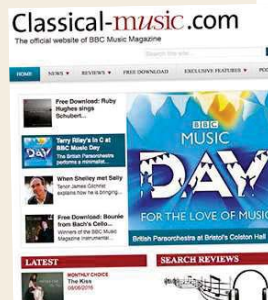 Classical-music.com
The official website of BBC Music Magazine
Search this site
HOME
NEWS
REVIEWS
FREE DOWNLOAD
EXCLUSIVE FEATURES
Free Download: Ruby
Hughes sings
Schubert...
Terry Riley's In C at
BBC Music Day
The British Paraorchestra
performs a minimalist...
When Shelley met Sally
Tenor James Gilchrist
explains how he is bringing...
Free Download: Bourée
from Bach's Cello...
Winners of the BBC Music
Magazine Instrumental...
BBC
MUSIC
DAY
FOR THE LOVE OF MUSIC
British Paraorchestra at Bristol's Colston Hall
LATEST
MONTHLY CHOICE
The Kiss
SEARCH REVIEWS